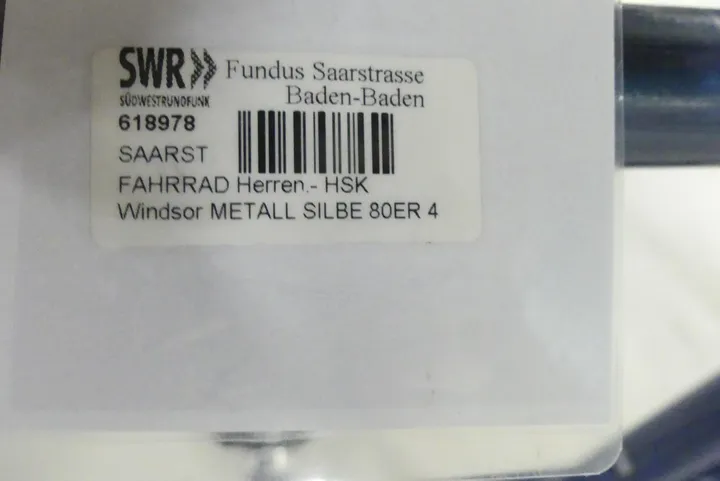 SWR Fundus Saarstrasse
SÜDWESTRUNDFUNK Baden-Baden
618978
SAARST
FAHRRAD Herren.- HSK
Windsor METALL SILBE 80ER 4